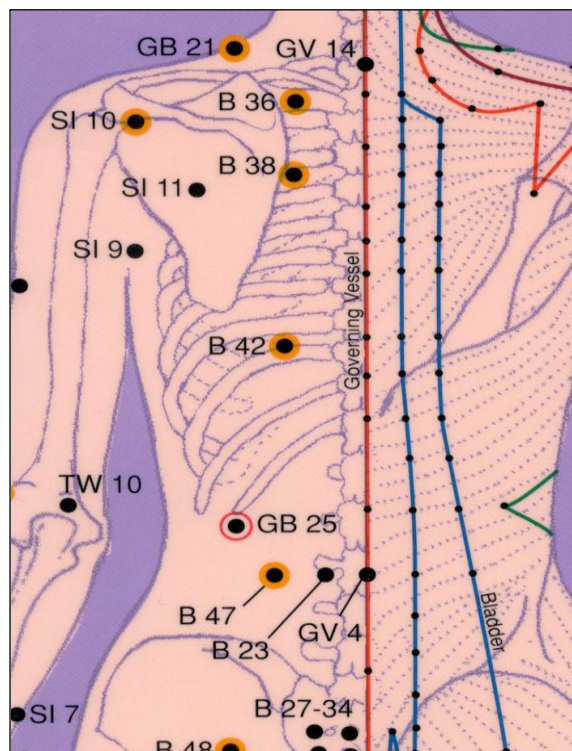 GB 21
GV 14
B 36
SI 10
B 38
SI 11
SI 9
Governing Vessel
B 42
TW 10
GB 25
B 47
B 23
GV 4
Bladder
B 27-34
SI 7
B 48